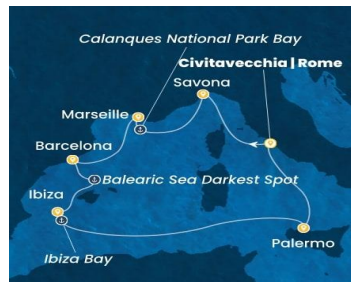 Calanques National Park Bay
Civitavecchia | Rome
Savona
Marseille
Barcelona
Balearic Sea Darkest Spot
Ibiza
Palermo
Ibiza Bay